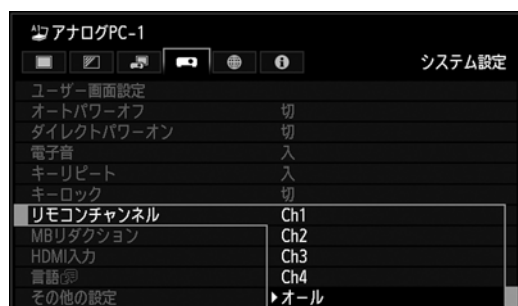 アナログPC-1
システム設定
ユーザー画面設定
オートパワーオフ 切
ダイレクトパワーオン 切
電子音 入
キーリピート 入
キーロック 切
リモコンチャンネル Ch1
MBリダクション Ch2
HDMI入力 Ch3
言語 Ch4
その他の設定 オール